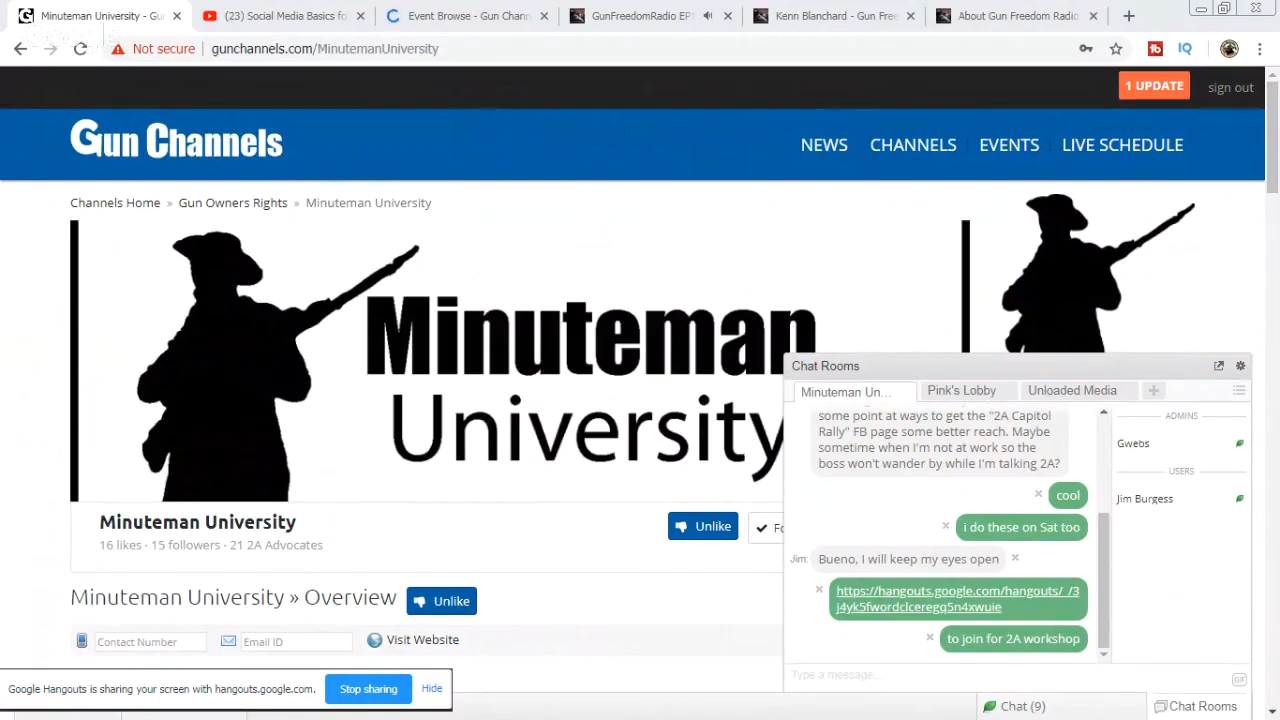 Minuteman University - Gun
(23) Social Media Basics for
Event Browse - Gun Chann
GunFreedomRadio EP
Kenn Blanchard - Gun Free
About Gun Freedom Radio
Not secure | gunchannels.com/MinutemanUniversity
1 UPDATE
sign out
Gun Channels
NEWS CHANNELS EVENTS LIVE SCHEDULE
Channels Home » Gun Owners Rights » Minuteman University
Minuteman
University
Minuteman University
16 likes · 15 followers · 21 2A Advocates
Unlike
Fo
Minuteman University » Overview
Unlike
Contact Number
Email ID
Visit Website
Chat Rooms
Minuteman Un...
Pink's Lobby
Unloaded Media
some point at ways to get the "2A Capitol
Rally" FB page some better reach. Maybe
sometime when I'm not at work so the
boss won't wander by while I'm talking 2A?
cool
i do these on Sat too
Jim: Bueno, I will keep my eyes open
https://hangouts.google.com/hangouts/_/3
j4yk5fwordclceregq5n4xwuie
to join for 2A workshop
ADMINS
Gwebs
USERS
Jim Burgess
Type a message...
GIF
Google Hangouts is sharing your screen with hangouts.google.com.
Stop sharing
Hide
Chat (9)
Chat Rooms